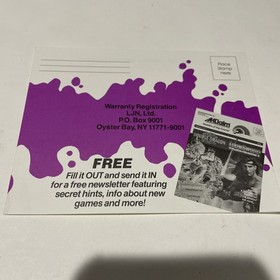 Place
Stamp
Here
Warranty Registration
LJN, Ltd.
P.O. Box 9001
Oyster Bay, NY 11771-9001
AKlaim
FREE
Fill it OUT and send it IN
for a free newsletter featuring
secret hints, info about new
games and more!